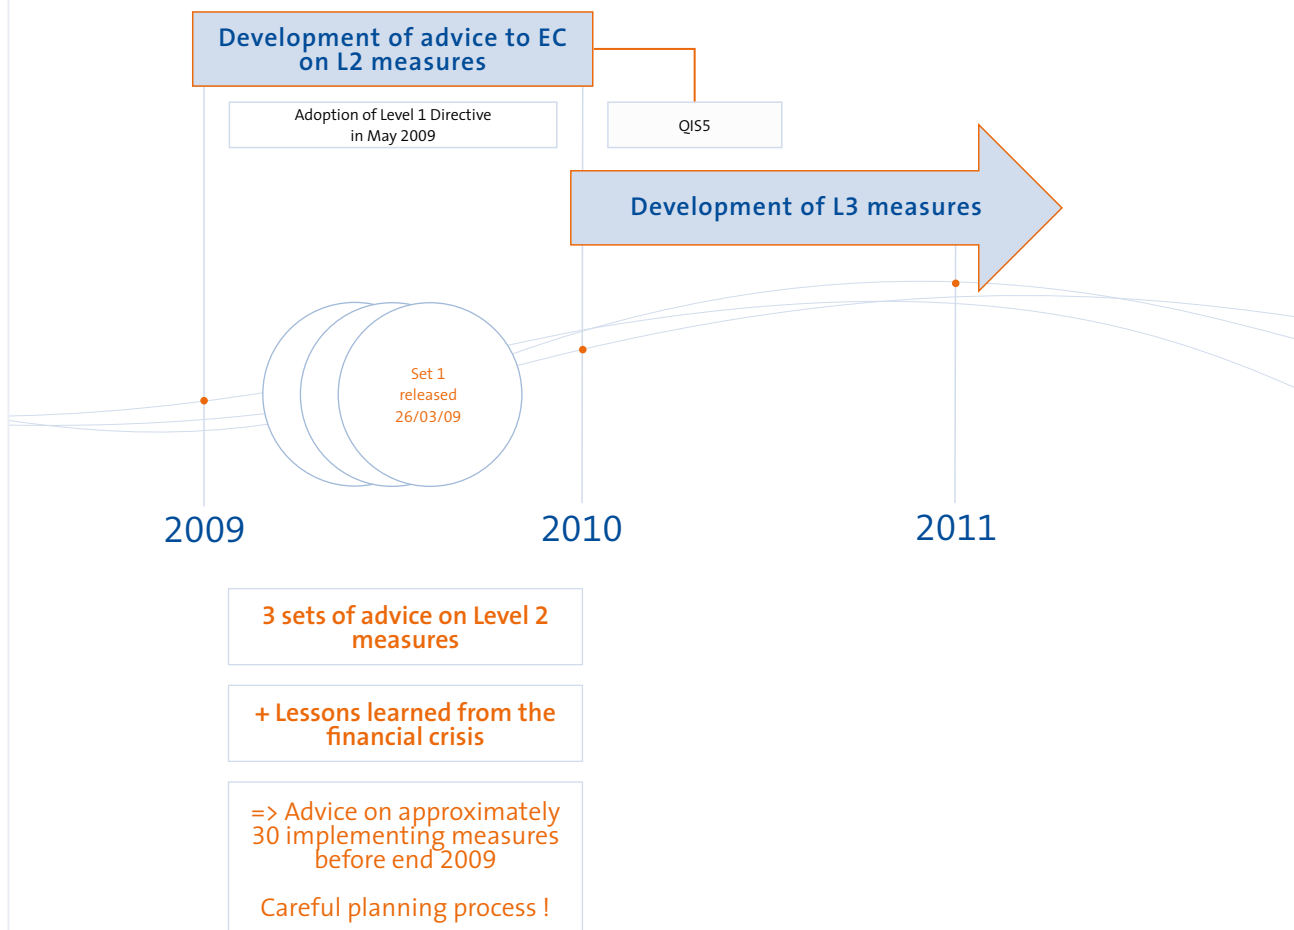 Development of advice to EC
on L2 measures
Adoption of Level 1 Directive
in May 2009
QIS5
Development of L3 measures
Set 1
released
26/03/09
2009
2010
2011
3 sets of advice on Level 2
measures
+ Lessons learned from the
financial crisis
=> Advice on approximately
30 implementing measures
before end 2009
Careful planning process !